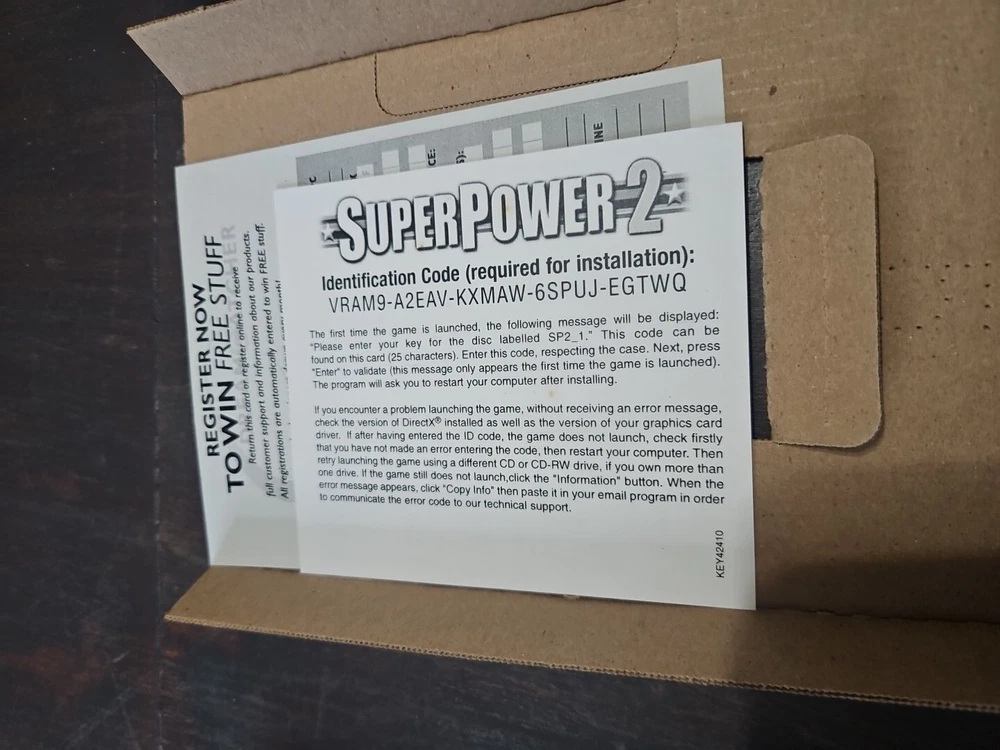 SUPERPOWER 2
Identification Code (required for installation):
VRAM9-A2EAV-KXMAW-6SPUJ-EGTWQ
The first time the game is launched, the following message will be displayed:
"Please enter your key for the disc labelled SP2_1." This code can be
found on this card (25 characters). Enter this code, respecting the case. Next, press
"Enter" to validate (this message only appears the first time the game is launched).
The program will ask you to restart your computer after installing.
If you encounter a problem launching the game, without receiving an error message,
check the version of DirectX® installed as well as the version of your graphics card
driver. If after having entered the ID code, the game does not launch, check firstly
that you have not made an error entering the code, then restart your computer. Then
retry launching the game using a different CD or CD-RW drive, if you own more than
one drive. If the game still does not launch,click the "Information" button. When the
error message appears, click "Copy Info" then paste it in your email program in order
to communicate the error code to our technical support.
KEY42410
REGISTER NOW
TO WIN FREE STUFF
Return this card or register online to receive
full customer support and information about our products.
All registrations are automatically entered to win FREE stuff.